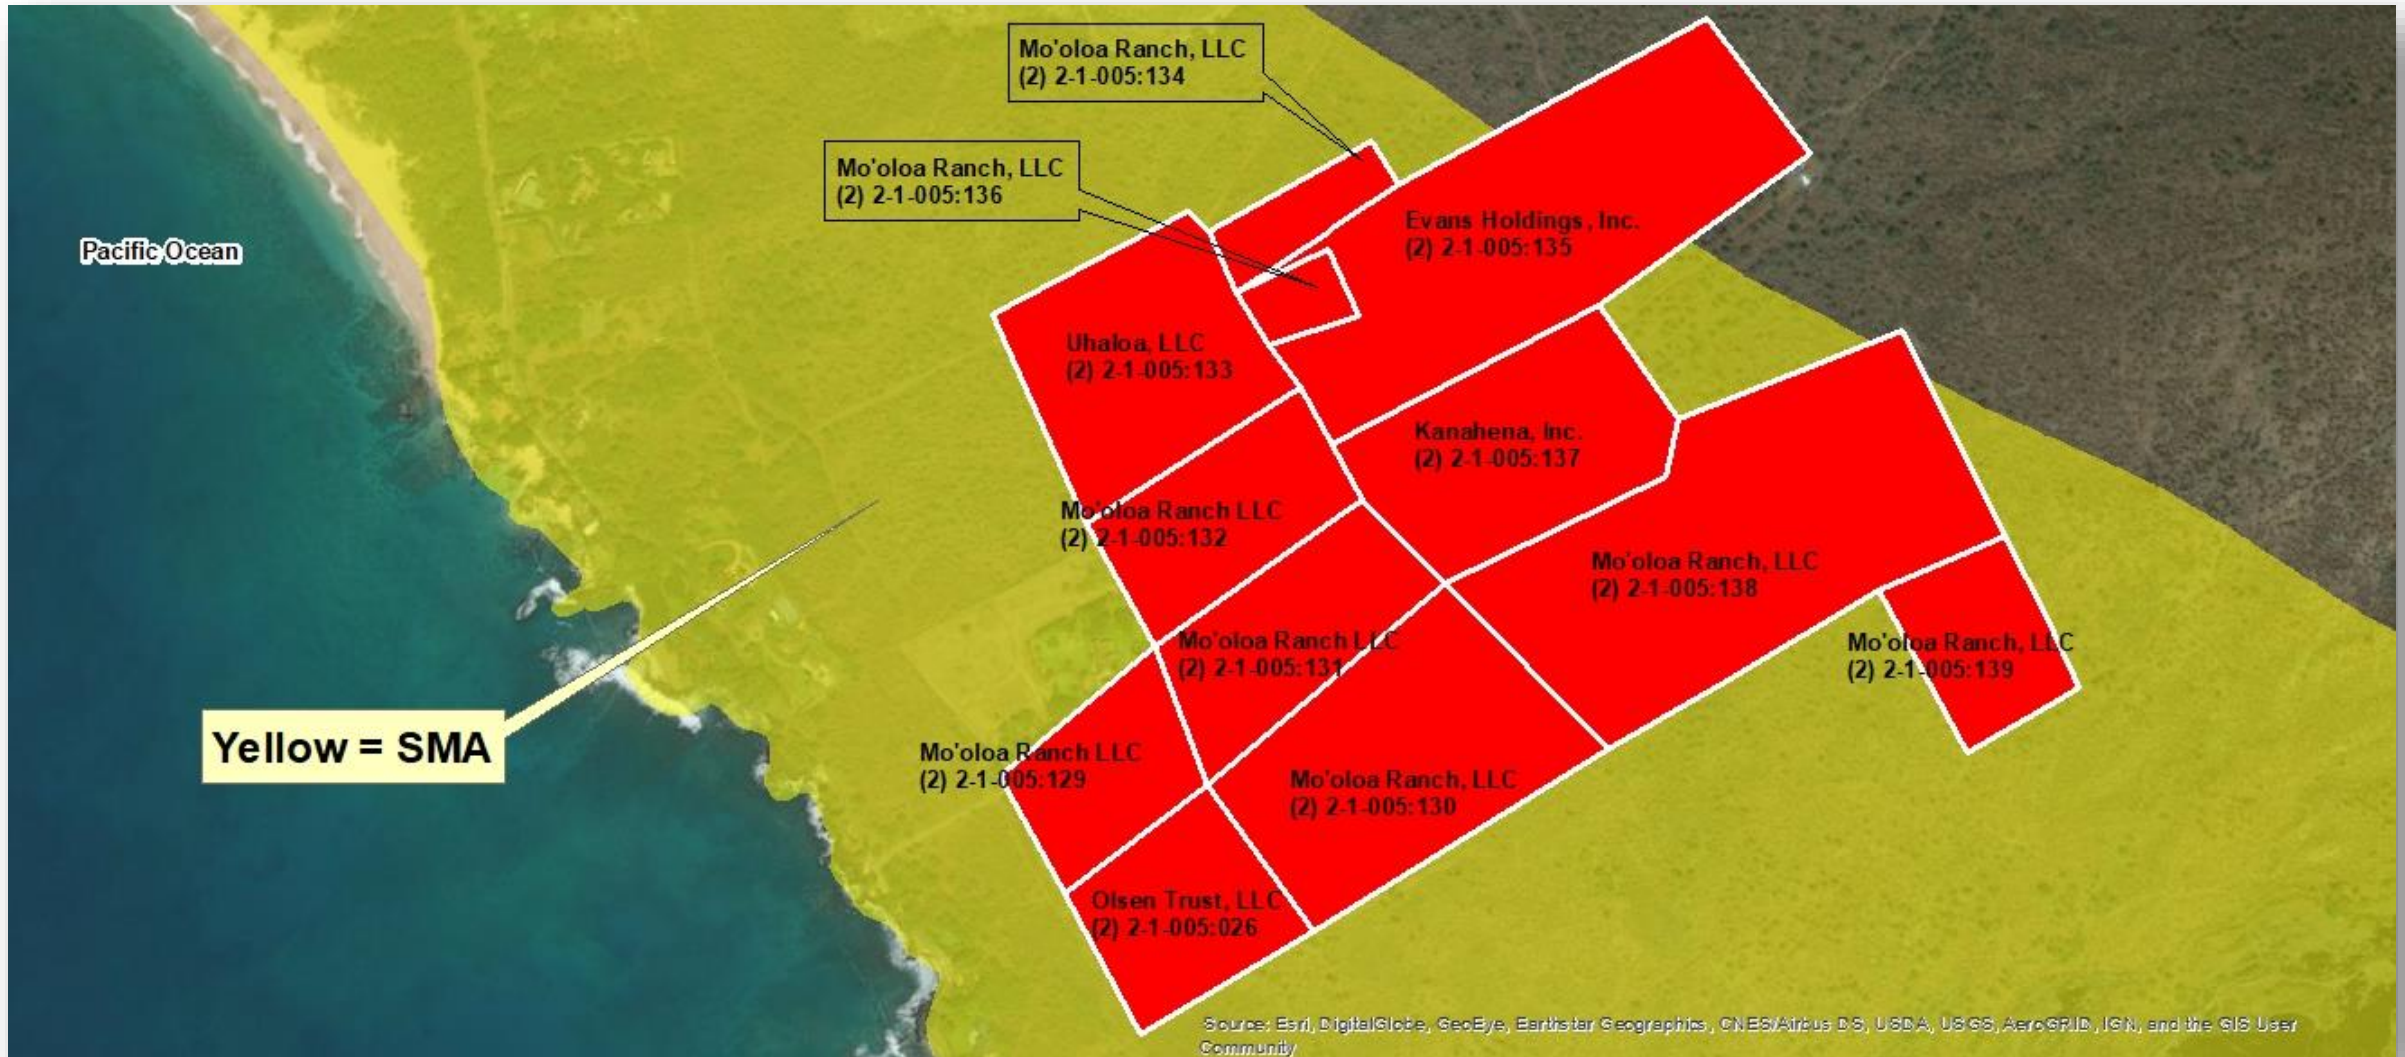 Mo'oloa Ranch, LLC
(2) 2-1-005:134
Mo'oloa Ranch, LLC
(2) 2-1-005:136
Evans Holdings, Inc.
(2) 2-1-005:135
Pacific Ocean
Uhaloa, LLC
(2) 2-1-005:133
Kanahena, Inc.
(2) 2-1-005:137
Mo'oloa Ranch LLC
(2) 2-1-005:132
Mo'oloa Ranch, LLC
(2) 2-1-005:138
Mo'oloa Ranch LLC
(2) 2-1-005:131
Mo'oloa Ranch, LLC
(2) 2-1-005:139
Yellow = SMA
Mo'oloa Ranch LLC
(2) 2-1-005:129
Mo'oloa Ranch, LLC
(2) 2-1-005:130
Olsen Trust, LLC
(2) 2-1-005:026
Source: Esri, DigitalGlobe, GeoEye, Earthstar Geographics, CNES/Airbus DS, USDA, USGS, AeroGRID, IGN, and the GIS User
Community